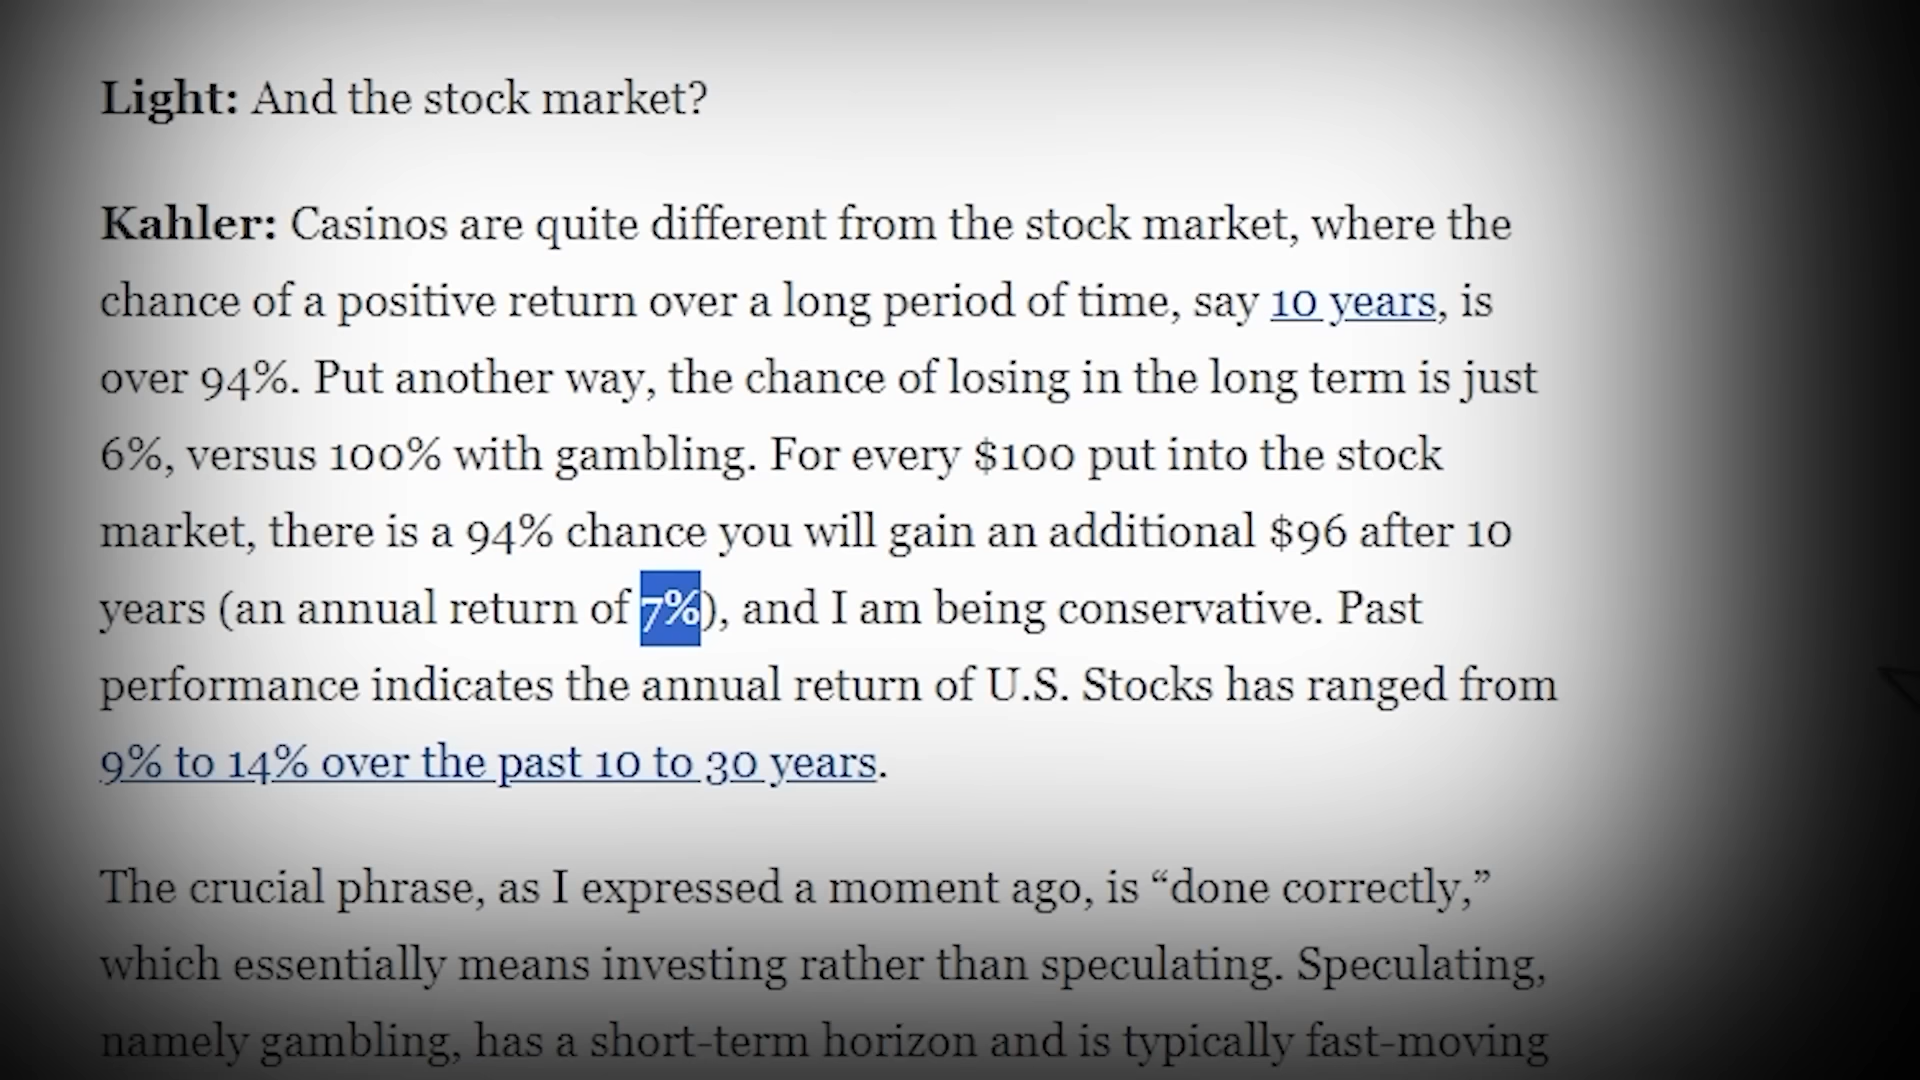 Light: And the stock market?
Kahler: Casinos are quite different from the stock market, where the
chance of a positive return over a long period of time, say 10 years, is
over 94%. Put another way, the chance of losing in the long term is just
6%, versus 100% with gambling. For every $100 put into the stock
market, there is a 94% chance you will gain an additional $96 after 10
years (an annual return of 7%), and I am being conservative. Past
performance indicates the annual return of U.S. Stocks has ranged from
9% to 14% over the past 10 to 30 years.
The crucial phrase, as I expressed a moment ago, is “done correctly,”
which essentially means investing rather than speculating. Speculating,
namely gambling, has a short-term horizon and is typically fast-moving